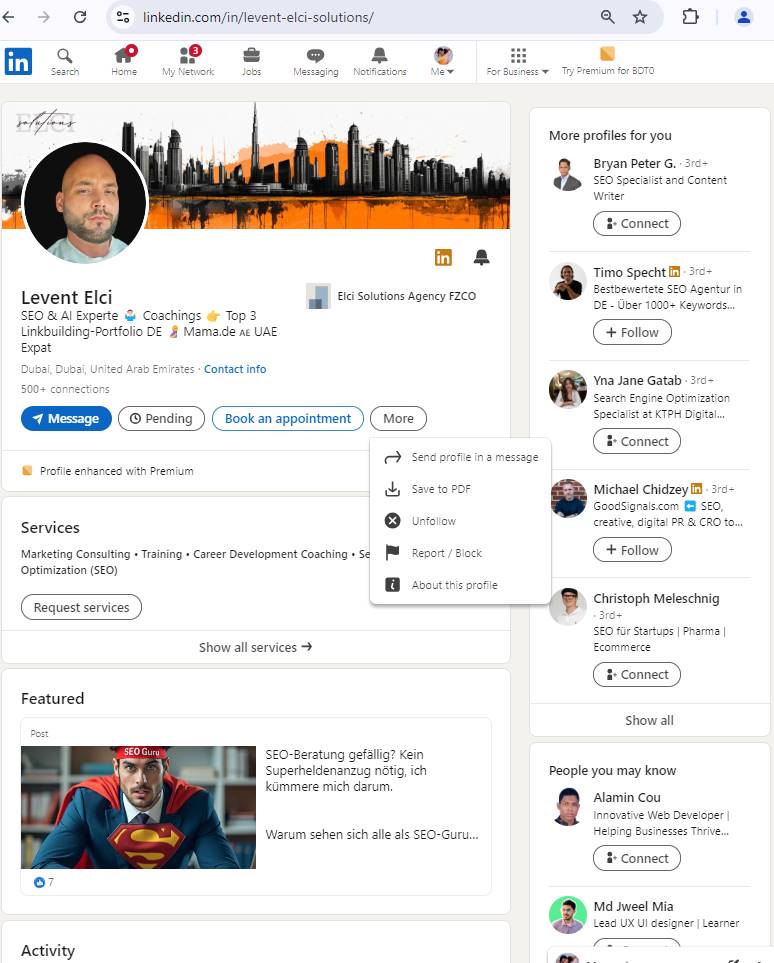 linkedin.com/in/levent-elci-solutions/
in
Search
Home
3
My Network
Jobs
Messaging
Notifications
Me
For Business
Try Premium for BDT0
ELCI
solutions
Levent Elci
SEO & AI Experte 🤷🏻‍♂️ Coachings 👉 Top 3
Linkbuilding-Portfolio DE 🤱 Mama.de ᴀᴇ UAE
Expat
Elci Solutions Agency FZCO
Dubai, Dubai, United Arab Emirates · Contact info
500+ connections
Message
Pending
Book an appointment
More
Send profile in a message
Save to PDF
Unfollow
Report / Block
About this profile
Profile enhanced with Premium
Services
Marketing Consulting • Training • Career Development Coaching • Se
Optimization (SEO)
Request services
Show all services →
Featured
Post
SEO Guru
SEO-Beratung gefällig? Kein
Superheldenanzug nötig, ich
kümmere mich darum.
Warum sehen sich alle als SEO-Guru...
7
Activity
More profiles for you
Bryan Peter G. · 3rd+
SEO Specialist and Content
Writer
Connect
Timo Specht in · 3rd+
Bestbewertete SEO Agentur in
DE - Über 1000+ Keywords...
+ Follow
Yna Jane Gatab · 3rd+
Search Engine Optimization
Specialist at KTPH Digital...
Connect
Michael Chidzey in · 3rd+
GoodSignals.com ⬅️ SEO,
creative, digital PR & CRO to...
+ Follow
Christoph Meleschnig
· 3rd+
SEO für Startups | Pharma |
Ecommerce
Connect
Show all
People you may know
Alamin Cou
Innovative Web Developer |
Helping Businesses Thrive...
Connect
Md Jweel Mia
Lead UX UI designer | Learner